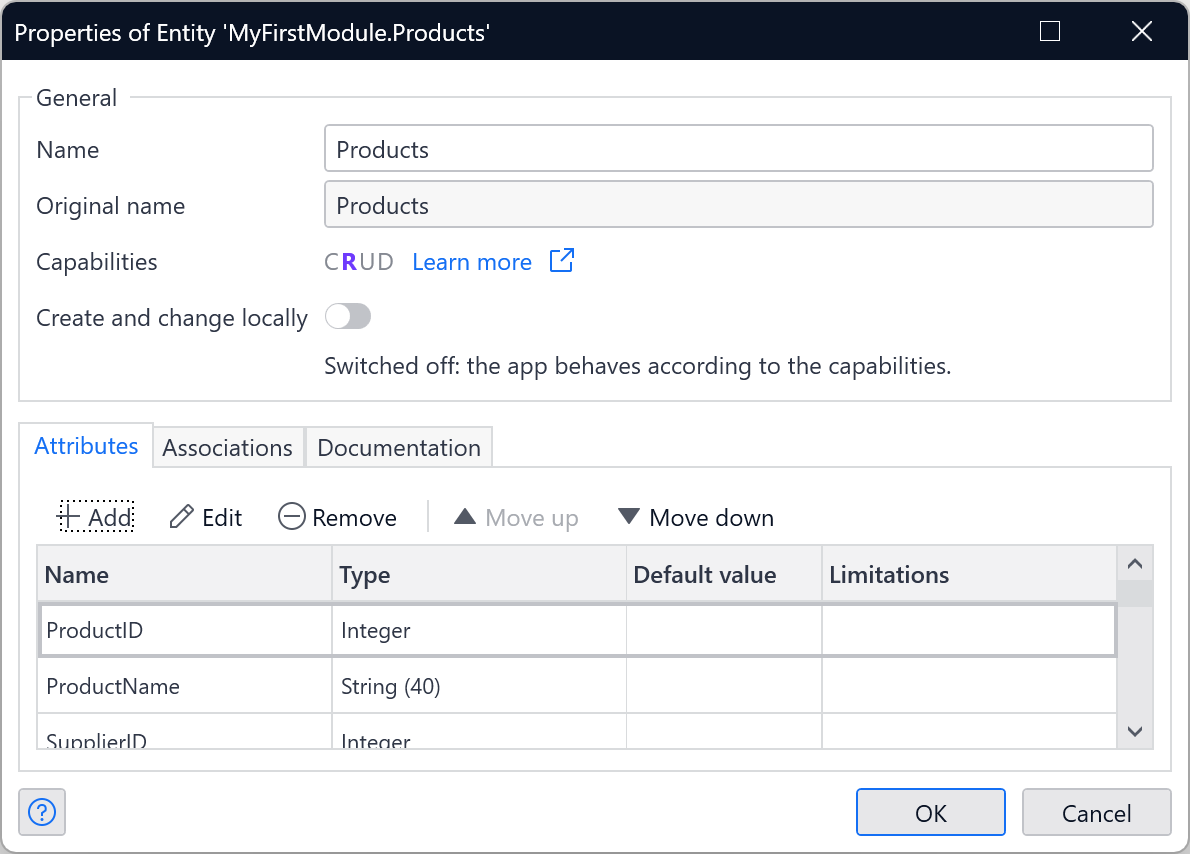 Properties of Entity 'MyFirstModule.Products'
General
Name
Products
Original name
Products
Capabilities
CRUD Learn more
Create and change locally
Switched off: the app behaves according to the capabilities.
Attributes Associations Documentation
Add Edit Remove Move up Move down
Name Type Default value Limitations
ProductID Integer
ProductName String (40)
SupplierID Integer
? OK Cancel